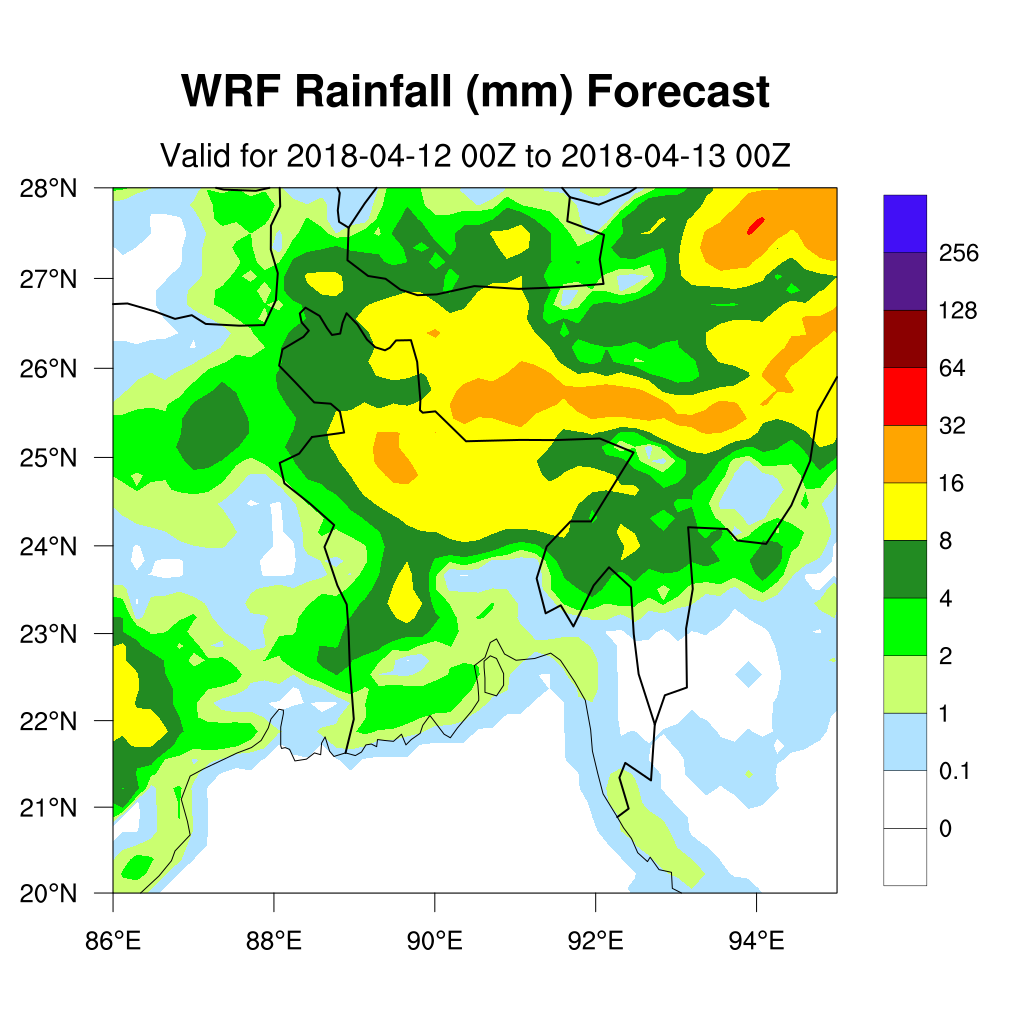 WRF Rainfall (mm) Forecast
Valid for 2018-04-12 00Z to 2018-04-13 00Z
28°N
27°N
26°N
25°N
24°N
23°N
22°N
21°N
20°N
86°E 88°E 90°E 92°E 94°E
256
128
64
32
16
8
4
2
1
0.1
0